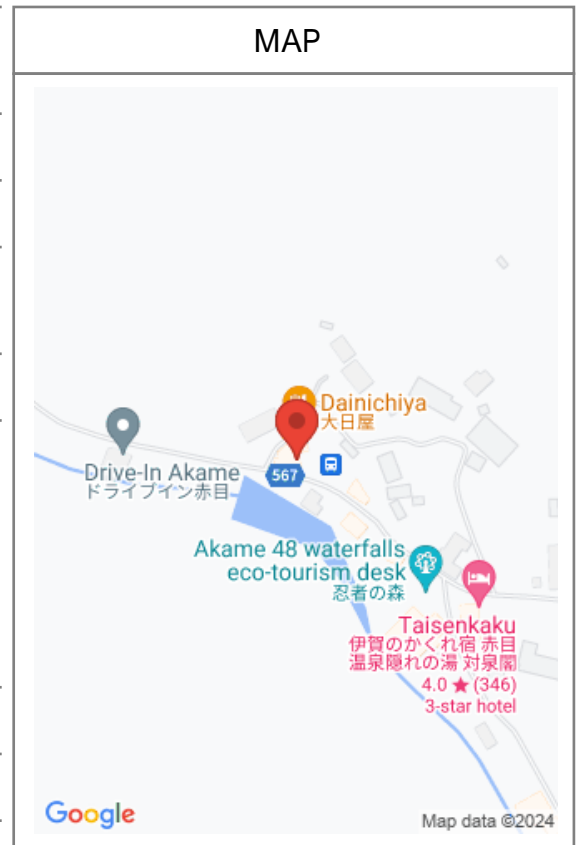 MAP
Dainichiya
大日屋
567
Drive-In Akame
ドライブイン赤目
Akame 48 waterfalls
eco-tourism desk
忍者の森
Taisenkaku
伊賀のかくれ宿 赤目
温泉隠れの湯 対泉閣
4.0 ★ (346)
3-star hotel
Google
Map data ©2024